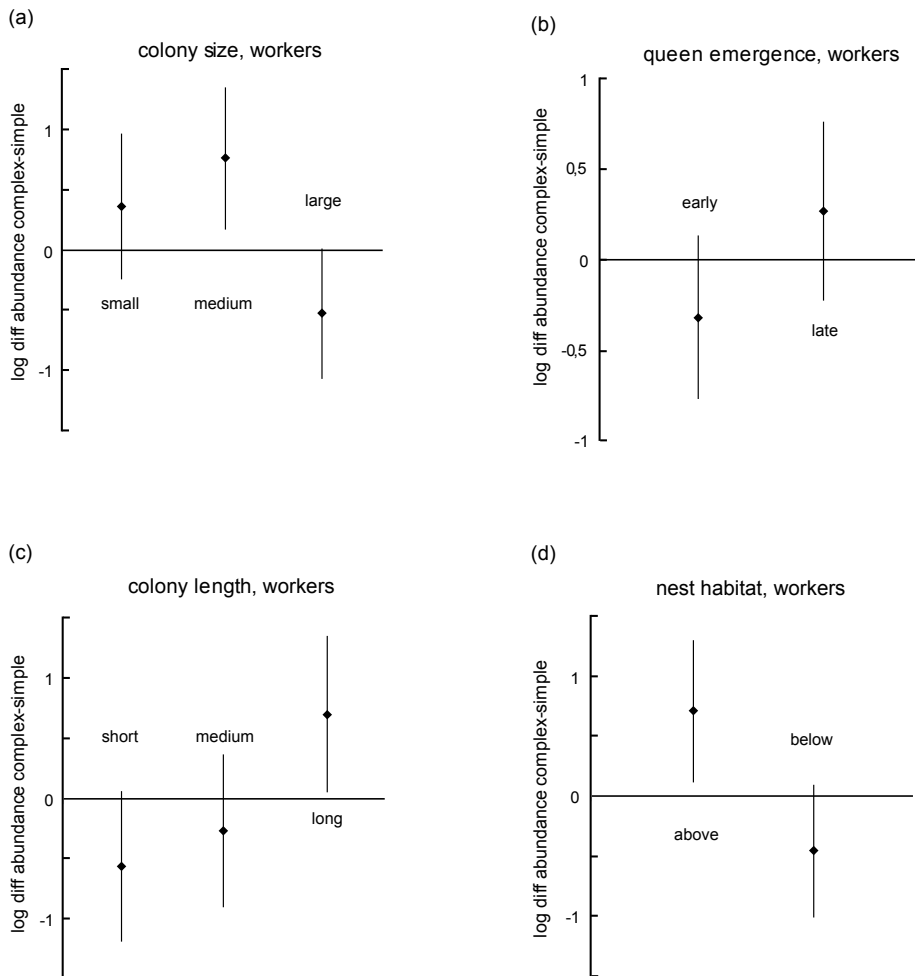 (a)
colony size, workers
log diff abundance complex-simple
1
0
-1
small
medium
large
(b)
queen emergence, workers
log diff abundance complex-simple
1
0,5
0
-0,5
-1
early
late
(c)
colony length, workers
log diff abundance complex-simple
1
0
-1
short
medium
long
(d)
nest habitat, workers
log diff abundance complex-simple
1
0
-1
above
below